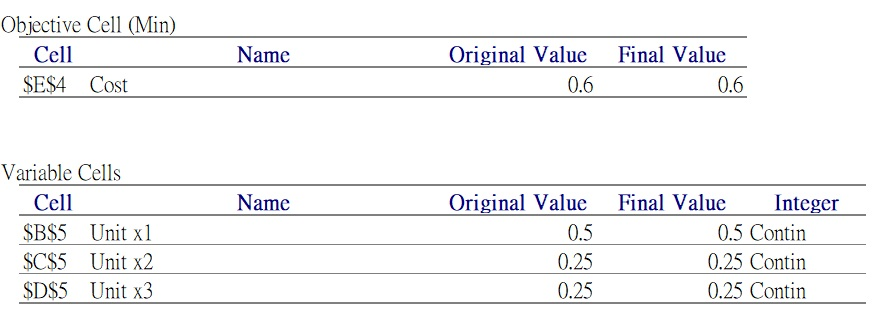 Objective Cell (Min)
Cell Name Original Value Final Value
$E$4 Cost 0.6 0.6
Variable Cells
Cell Name Original Value Final Value Integer
$B$5 Unit x1 0.5 0.5 Contin
$C$5 Unit x2 0.25 0.25 Contin
$D$5 Unit x3 0.25 0.25 Contin